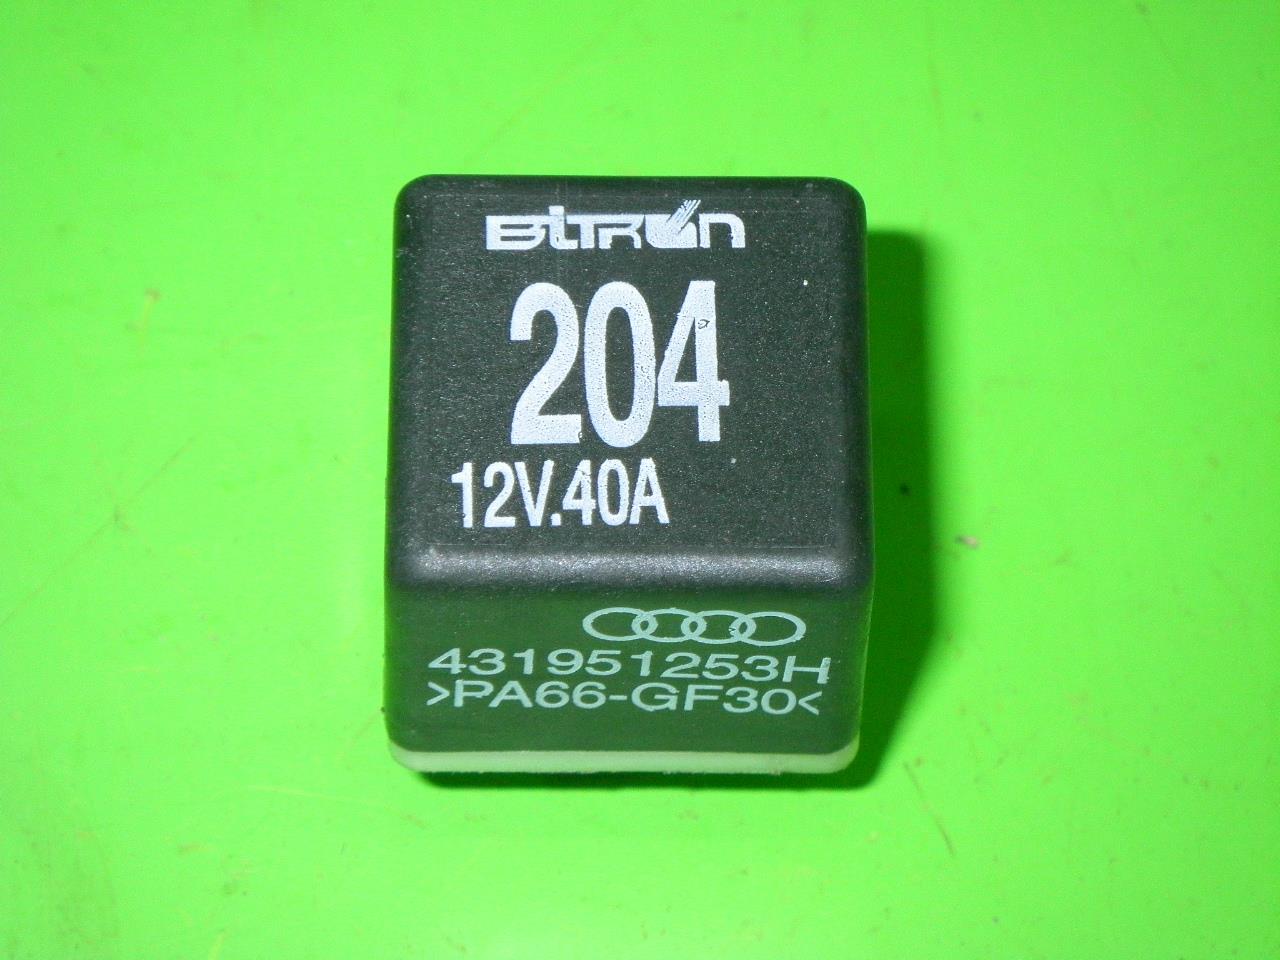 BITRON
204
12V.40A
431951253H
>PA66-GF30<